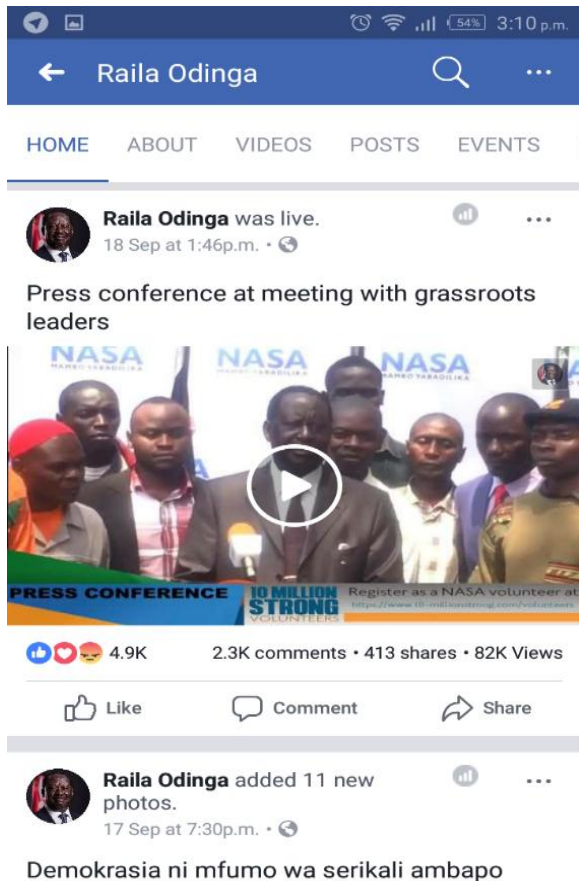 54% 3:10 p.m.
Raila Odinga
HOME ABOUT VIDEOS POSTS EVENTS
Raila Odinga was live.
18 Sep at 1:46p.m.
Press conference at meeting with grassroots
leaders
NASA NASA NASA
MAMBO YABADILIKA
PRESS CONFERENCE
10 MILLION
STRONG
VOLUNTEERS
Register as a NASA volunteer at
4.9K 2.3K comments • 413 shares • 82K Views
Like Comment Share
Raila Odinga added 11 new
photos.
17 Sep at 7:30p.m.
Demokrasia ni mfumo wa serikali ambapo